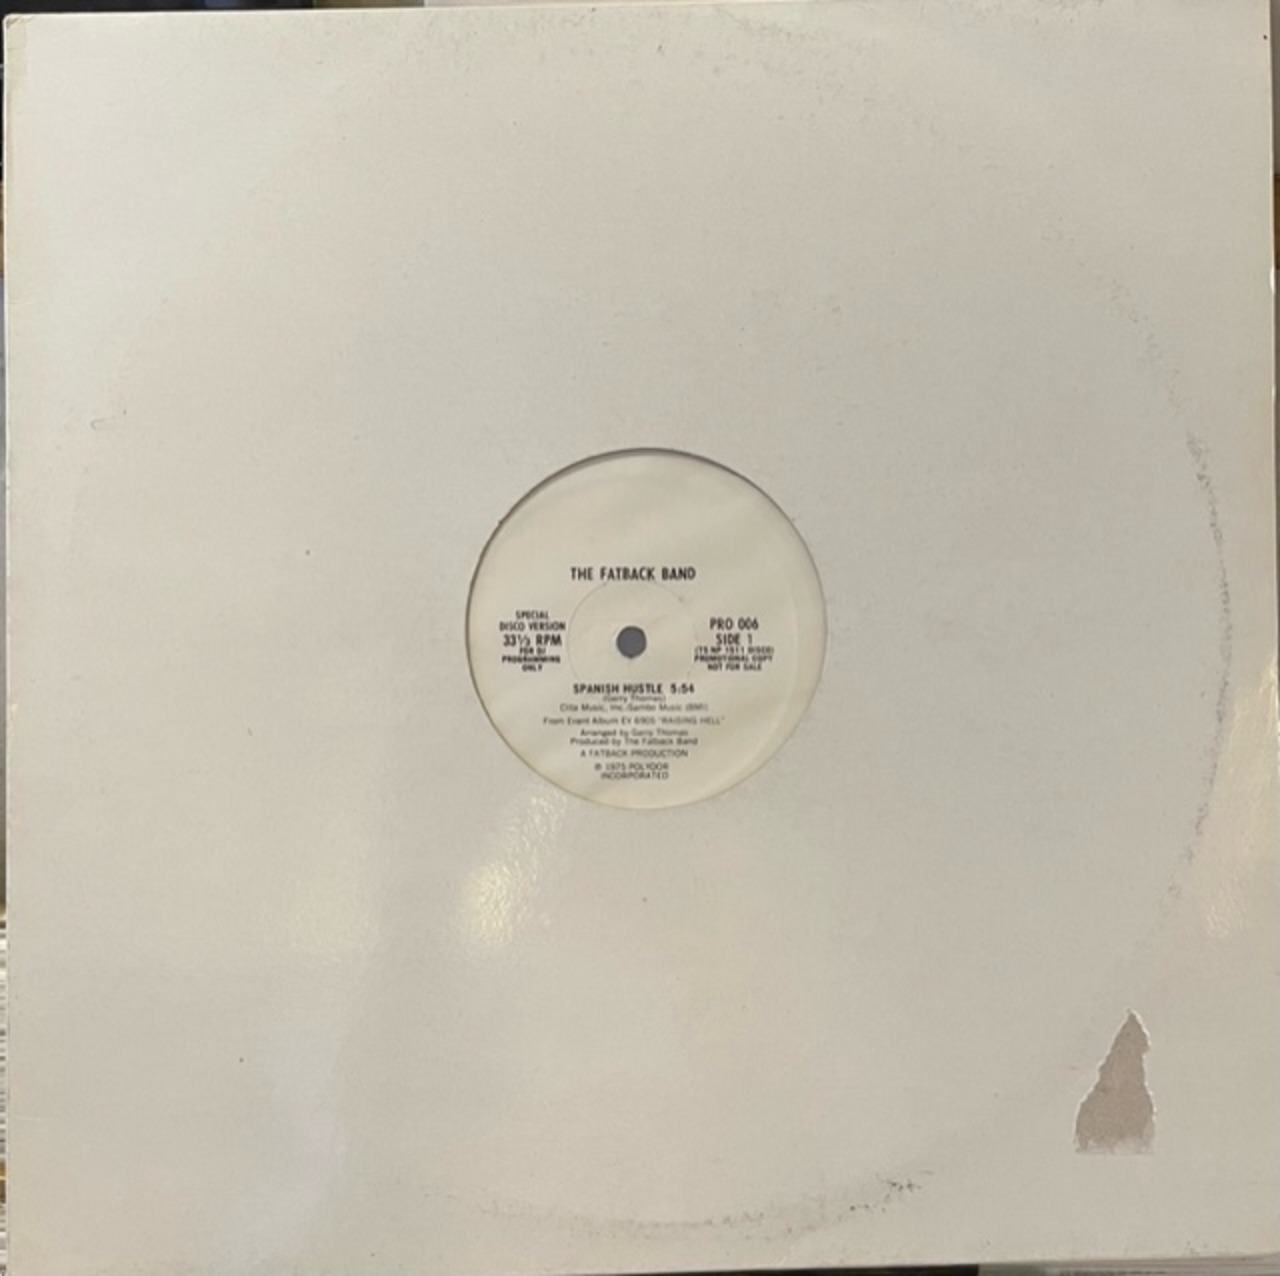 THE FATBACK BAND
SPECIAL
DISCO VERSION
33⅓ RPM
FOR DJ
PROGRAMMING
ONLY
PRO 006
SIDE 1
(TS NP 1511 DISCO)
PROMOTIONAL COPY
NOT FOR SALE
SPANISH HUSTLE 5:54
(Gerry Thomas)
Clita Music, Inc./Sambo Music (BMI)
From Event Album EV 6905 "RAISING HELL"
Arranged by Gerry Thomas
Produced by The Fatback Band
A FATBACK PRODUCTION
℗ 1975 POLYDOR
INCORPORATED